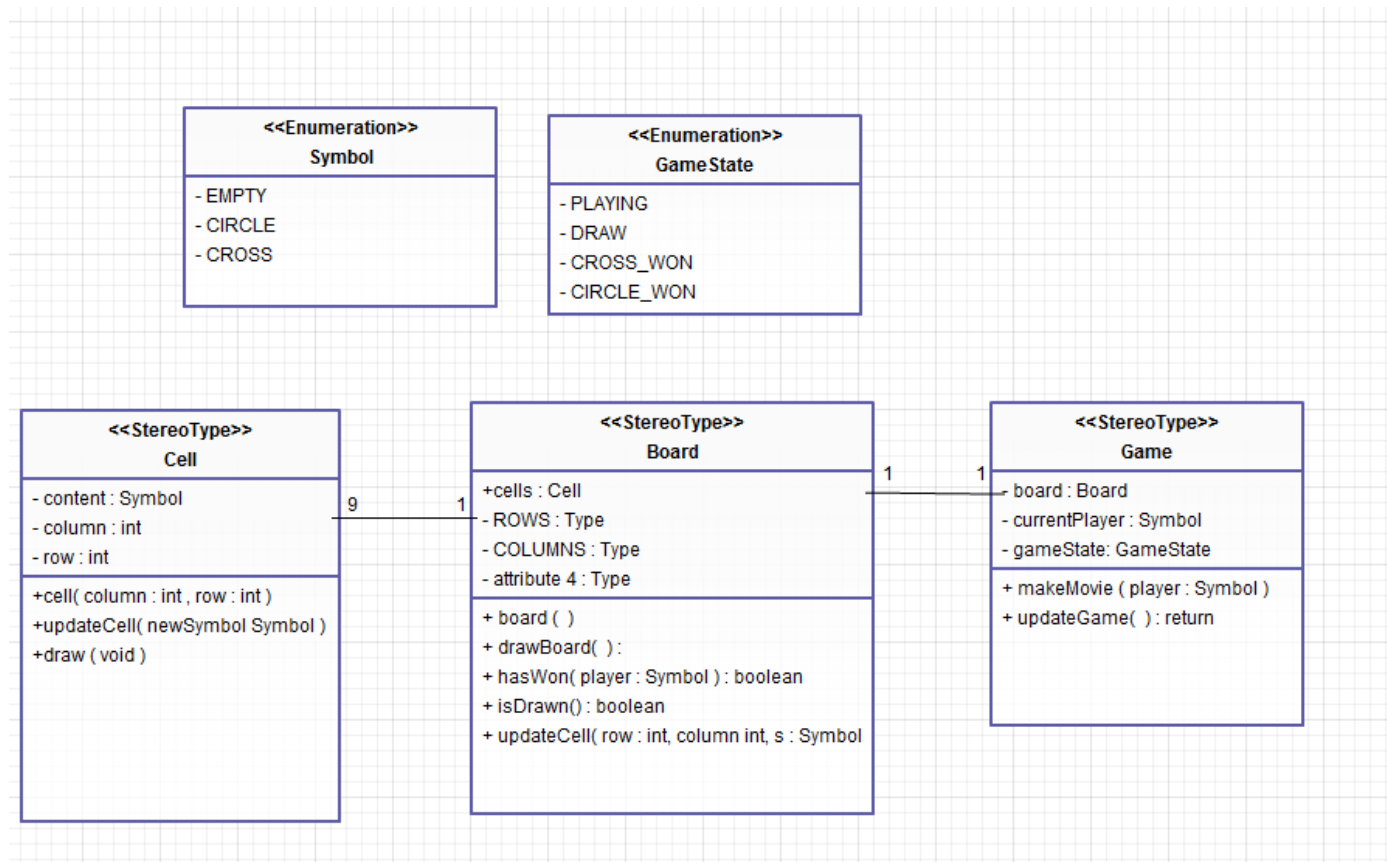 <<Enumeration>>
Symbol
- EMPTY
- CIRCLE
- CROSS
<<Enumeration>>
GameState
- PLAYING
- DRAW
- CROSS_WON
- CIRCLE_WON
<<StereoType>>
Cell
- content : Symbol
- column : int
- row : int
+cell( column : int , row : int )
+updateCell( newSymbol Symbol )
+draw ( void )
9
1
<<StereoType>>
Board
+cells : Cell
- ROWS : Type
- COLUMNS : Type
- attribute 4 : Type
+ board ( )
+ drawBoard( ) :
+ hasWon( player : Symbol ) : boolean
+ isDrawn() : boolean
+ updateCell( row : int, column int, s : Symbol
1
1
<<StereoType>>
Game
- board : Board
- currentPlayer : Symbol
- gameState: GameState
+ makeMovie ( player : Symbol )
+ updateGame( ) : return